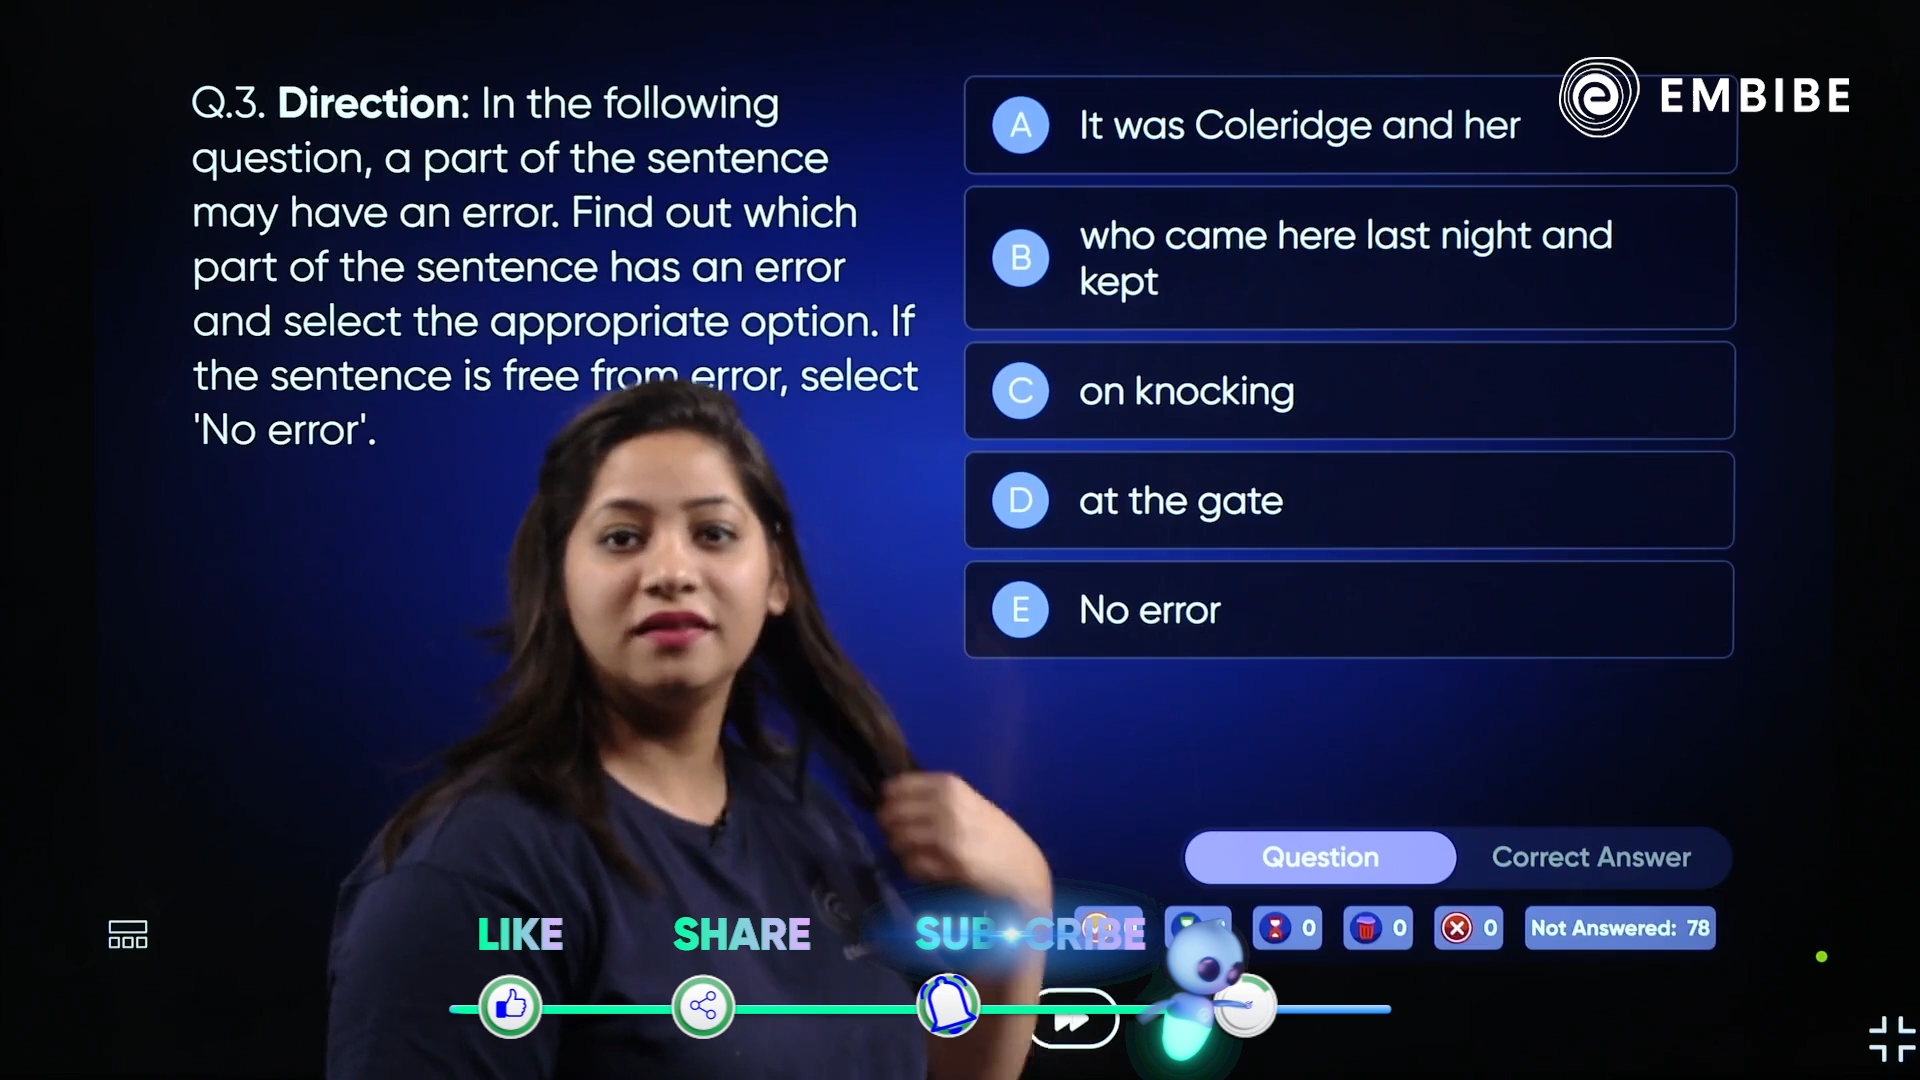 Q.3. Direction: In the following
question, a part of the sentence
may have an error. Find out which
part of the sentence has an error
and select the appropriate option. If
the sentence is free from error, select
'No error'.
EMBIBE
A It was Coleridge and her
B who came here last night and
kept
C on knocking
D at the gate
E No error
Question
Correct Answer
0
0
0
Not Answered: 78
LIKE
SHARE
SUBSCRIBE